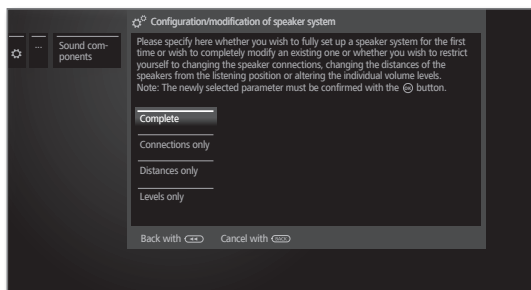 Configuration/modification of speaker system
...
Sound com-
ponents
Please specify here whether you wish to fully set up a speaker system for the first
time or wish to completely modify an existing one or whether you wish to restrict
yourself to changing the speaker connections, changing the distances of the
speakers from the listening position or altering the individual volume levels.
Note: The newly selected parameter must be confirmed with the OK button.
Complete
Connections only
Distances only
Levels only
Back with Cancel with BACK